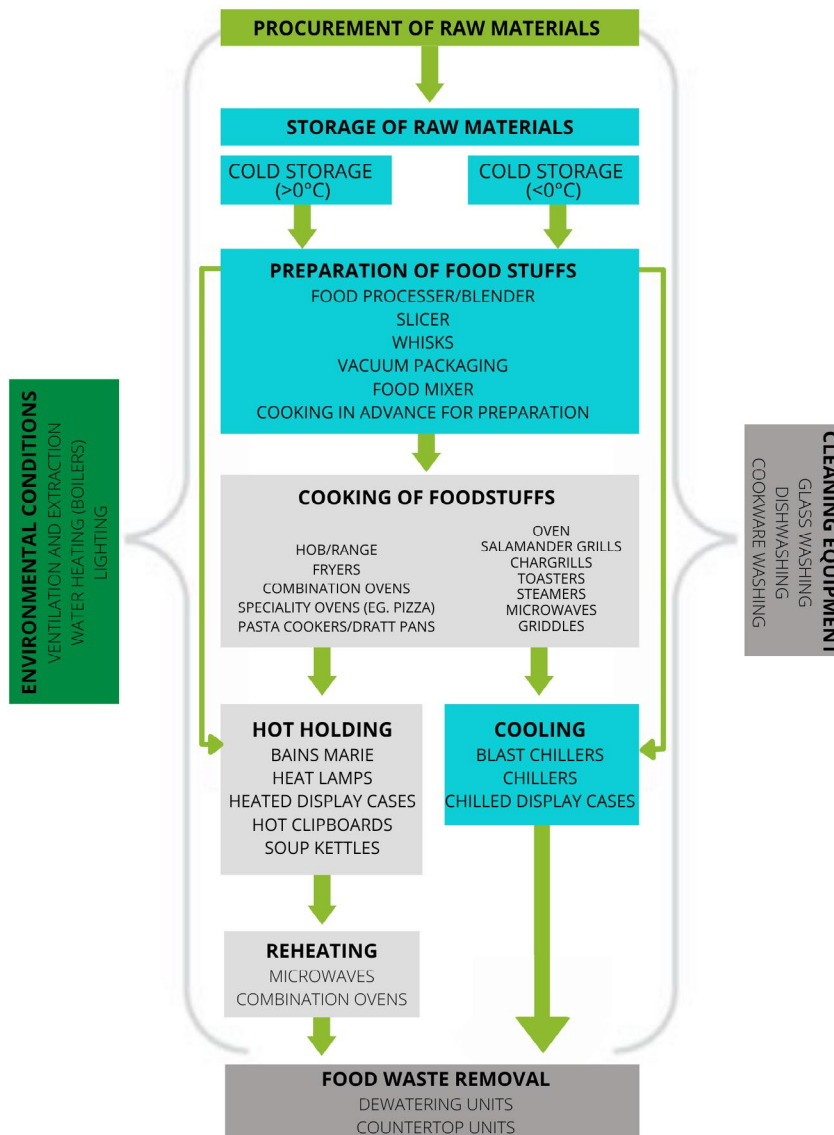 PROCUREMENT OF RAW MATERIALS
STORAGE OF RAW MATERIALS
COLD STORAGE
(>0°C)
COLD STORAGE
(<0°C)
PREPARATION OF FOOD STUFFS
FOOD PROCESSER/BLENDER
SLICER
WHISKS
VACUUM PACKAGING
FOOD MIXER
COOKING IN ADVANCE FOR PREPARATION
ENVIRONMENTAL CONDITIONS
VENTILATION AND EXTRACTION
WATER HEATING (BOILERS)
LIGHTING
CLEANING EQUIPMENT
GLASS WASHING
DISHWASHING
COOKWARE WASHING
COOKING OF FOODSTUFFS
HOB/RANGE
FRYERS
COMBINATION OVENS
SPECIALITY OVENS (EG. PIZZA)
PASTA COOKERS/DRATT PANS
OVEN
SALAMANDER GRILLS
CHARGRILLS
TOASTERS
STEAMERS
MICROWAVES
GRIDDLES
HOT HOLDING
BAINS MARIE
HEAT LAMPS
HEATED DISPLAY CASES
HOT CLIPBOARDS
SOUP KETTLES
COOLING
BLAST CHILLERS
CHILLERS
CHILLED DISPLAY CASES
REHEATING
MICROWAVES
COMBINATION OVENS
FOOD WASTE REMOVAL
DEWATERING UNITS
COUNTERTOP UNITS